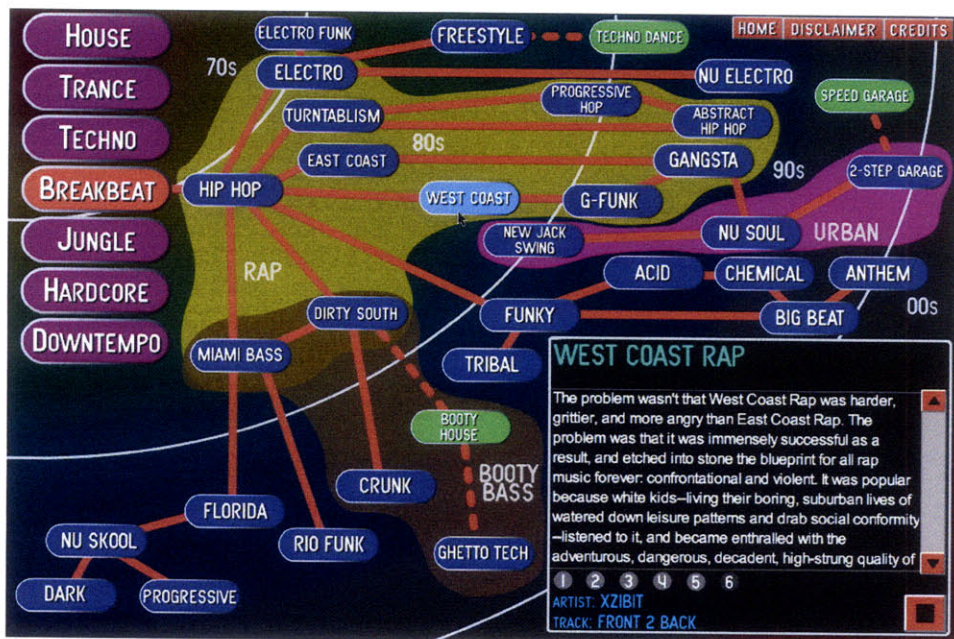 HOUSE
TRANCE
TECHNO
BREAKBEAT
JUNGLE
HARDCORE
DOWNTEMPO
HOME DISCLAIMER CREDITS
ELECTRO FUNK
FREESTYLE
TECHNO DANCE
70s
ELECTRO
NU ELECTRO
SPEED GARAGE
TURNTABLISM
PROGRESSIVE
HOP
ABSTRACT
HIP HOP
80s
EAST COAST
GANGSTA
90s
2-STEP GARAGE
HIP HOP
WEST COAST
G-FUNK
NEW JACK
SWING
NU SOUL
URBAN
RAP
ACID
CHEMICAL
ANTHEM
DIRTY SOUTH
FUNKY
BIG BEAT
00s
MIAMI BASS
TRIBAL
BOOTY
HOUSE
BOOTY
BASS
CRUNK
FLORIDA
NU SKOOL
RIO FUNK
GHETTO TECH
DARK
PROGRESSIVE
WEST COAST RAP
The problem wasn't that West Coast Rap was harder,
grittier, and more angry than East Coast Rap. The
problem was that it was immensely successful as a
result, and etched into stone the blueprint for all rap
music forever: confrontational and violent. It was popular
because white kids–living their boring, suburban lives of
watered down leisure patterns and drab social conformity
–listened to it, and became enthralled with the
adventurous, dangerous, decadent, high-strung quality of
1 2 3 4 5 6
ARTIST: XZIBIT
TRACK: FRONT 2 BACK